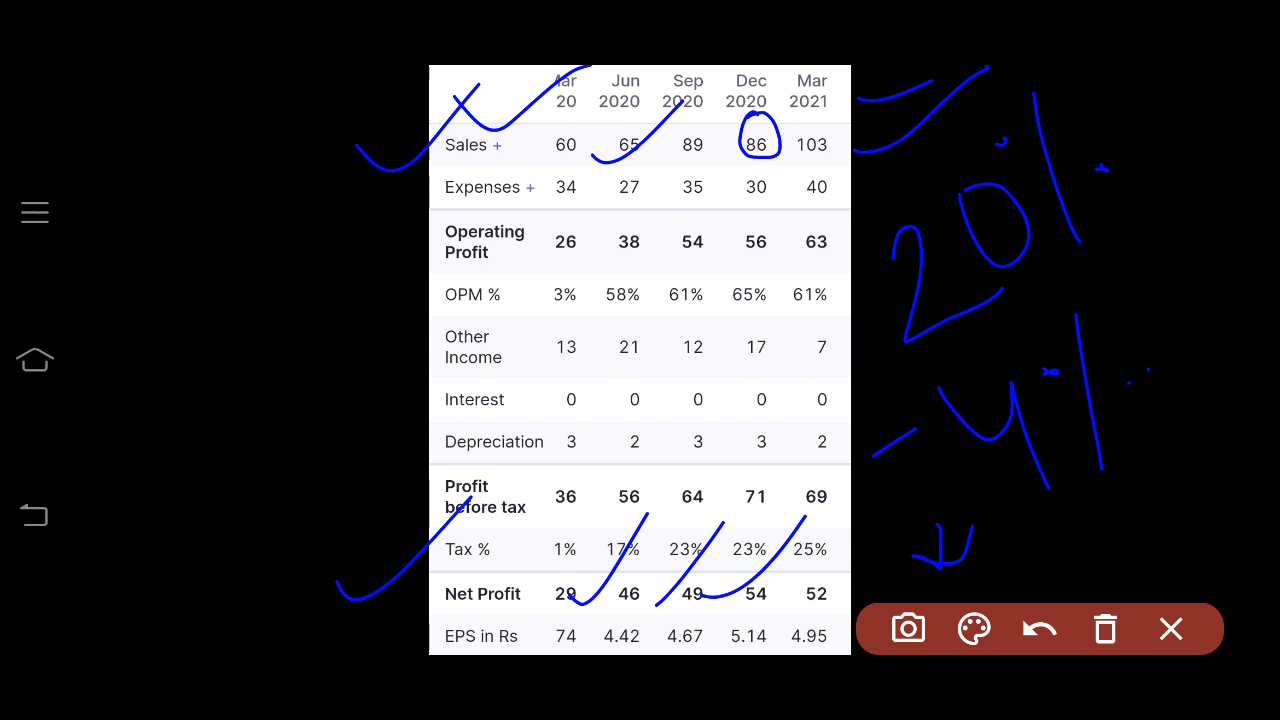 Mar Jun Sep Dec Mar
20 2020 2020 2020 2021
Sales + 60 65 89 86 103
Expenses + 34 27 35 30 40
Operating Profit 26 38 54 56 63
OPM % 3% 58% 61% 65% 61%
Other Income 13 21 12 17 7
Interest 0 0 0 0 0
Depreciation 3 2 3 3 2
Profit before tax 36 56 64 71 69
Tax % 1% 17% 23% 23% 25%
Net Profit 29 46 49 54 52
EPS in Rs 74 4.42 4.67 5.14 4.95
20%
-4%